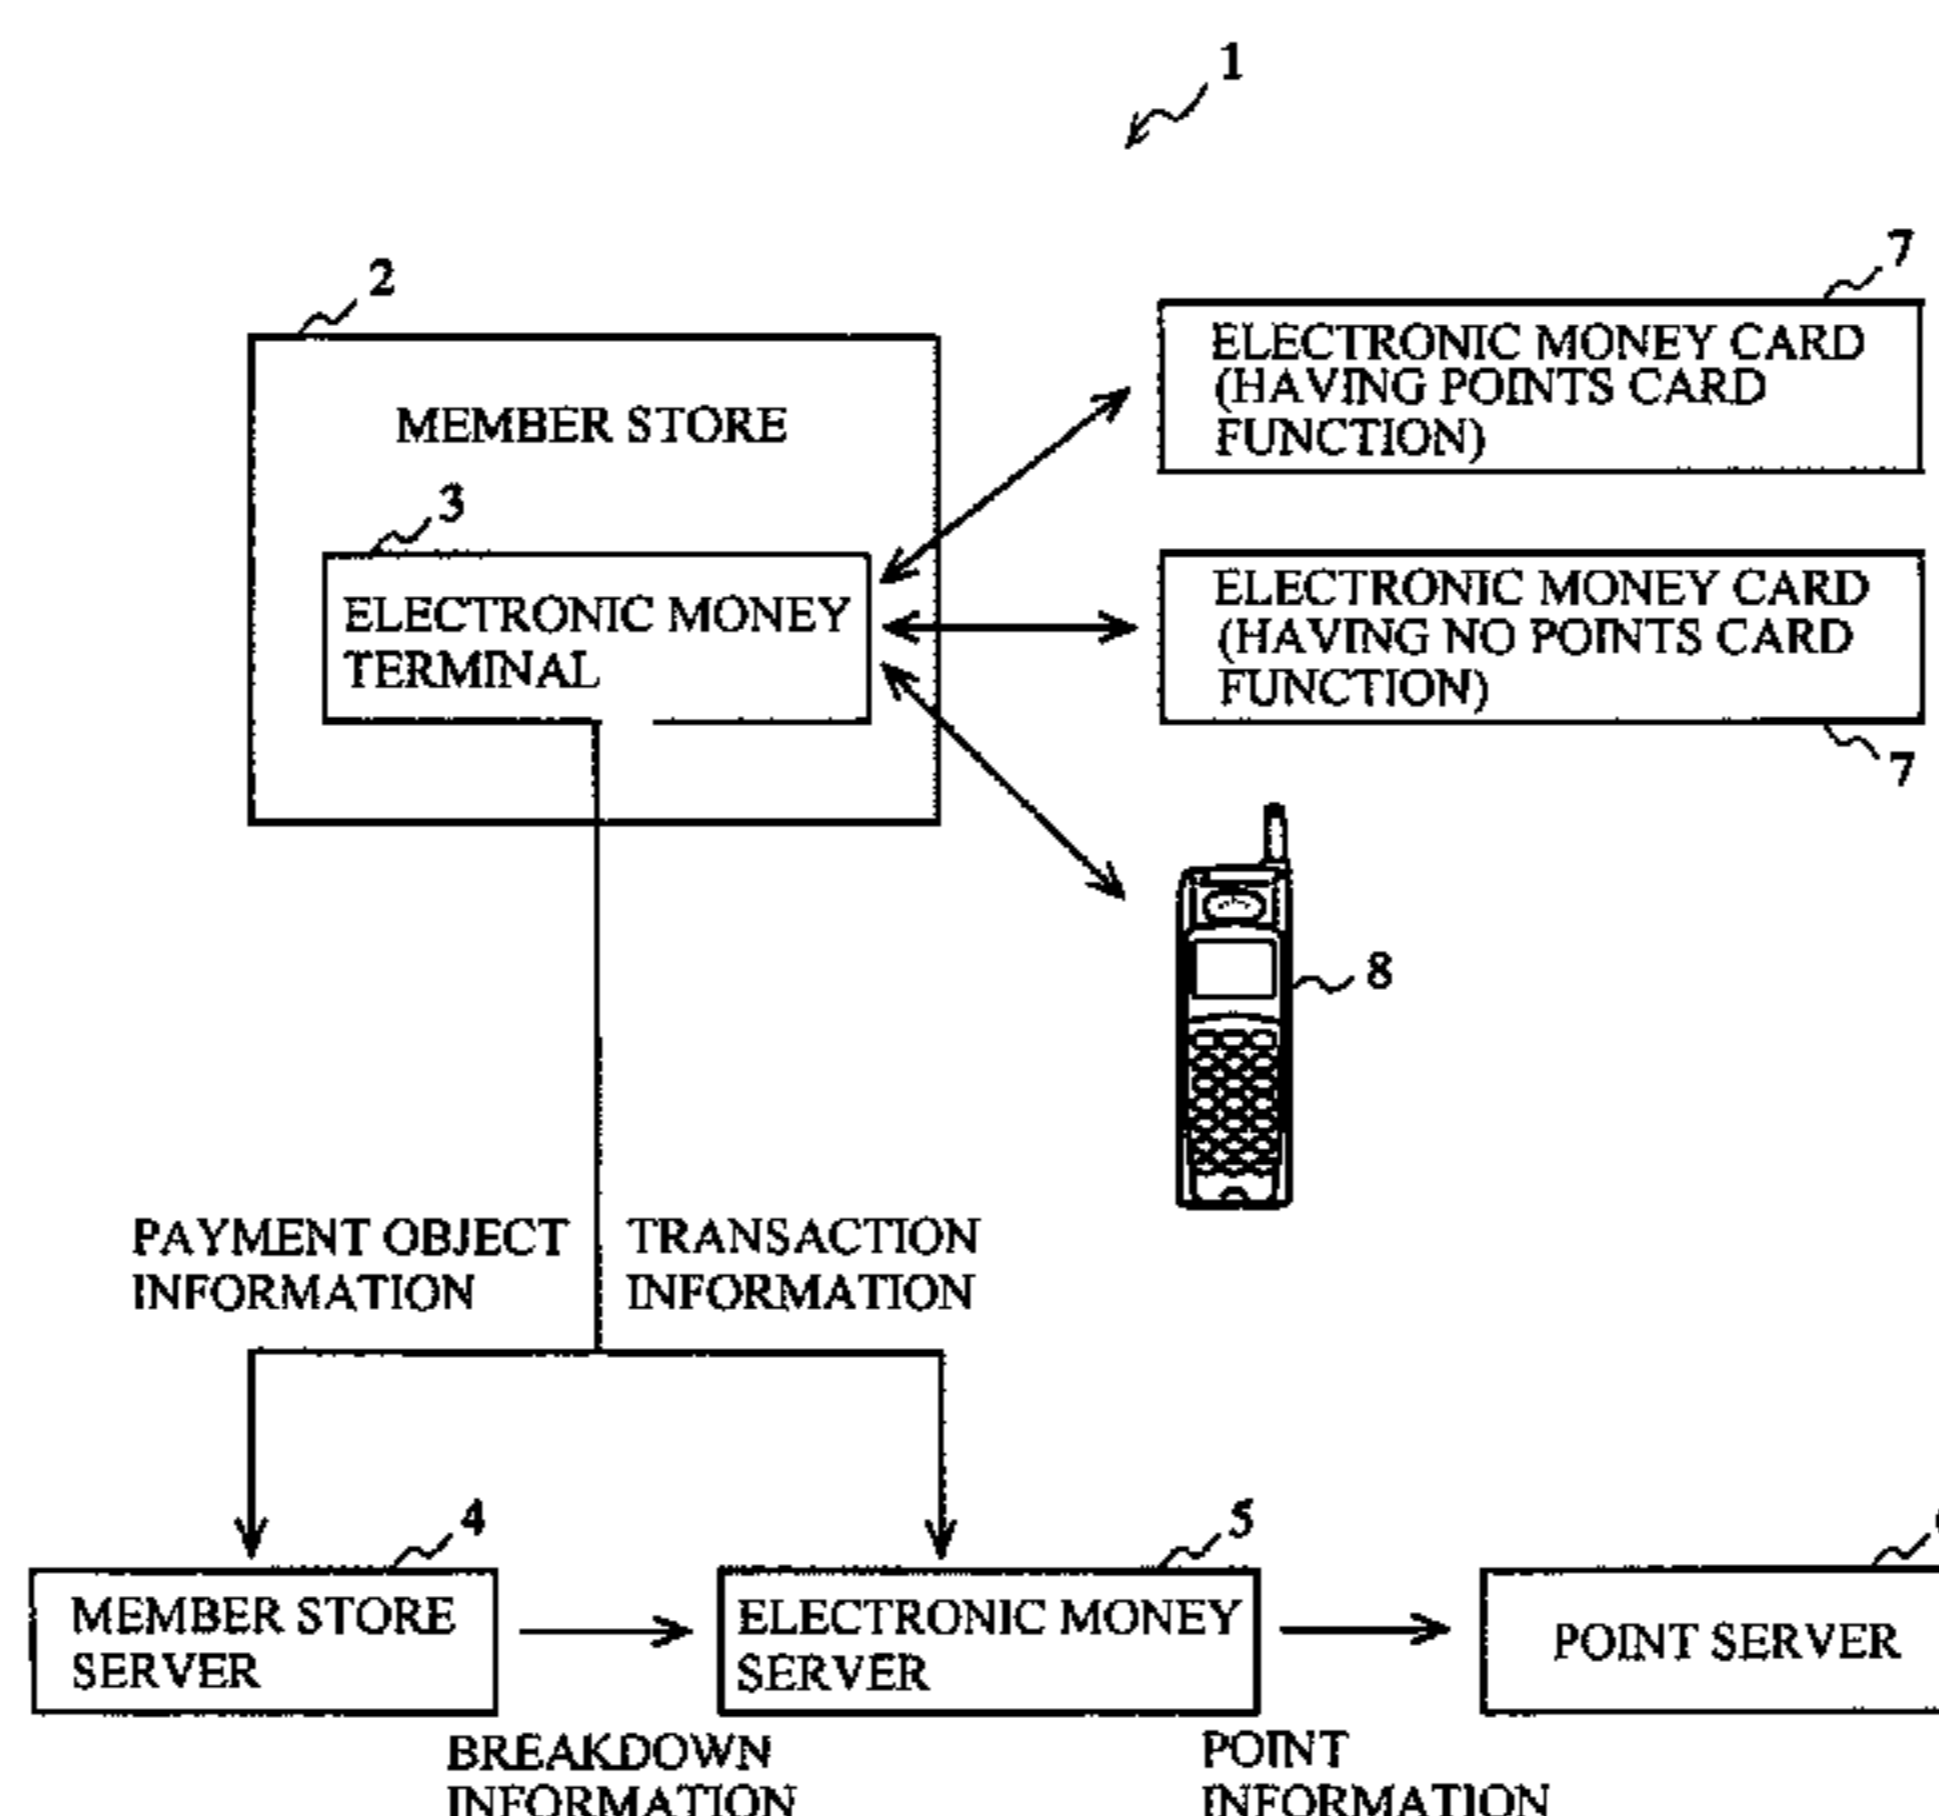 1
2
7
MEMBER STORE
ELECTRONIC MONEY CARD
(HAVING POINTS CARD
FUNCTION)
3
ELECTRONIC MONEY
TERMINAL
ELECTRONIC MONEY CARD
(HAVING NO POINTS CARD
FUNCTION)
7
8
PAYMENT OBJECT
INFORMATION
TRANSACTION
INFORMATION
4
5
MEMBER STORE
SERVER
ELECTRONIC MONEY
SERVER
POINT SERVER
BREAKDOWN
INFORMATION
POINT
INFORMATION